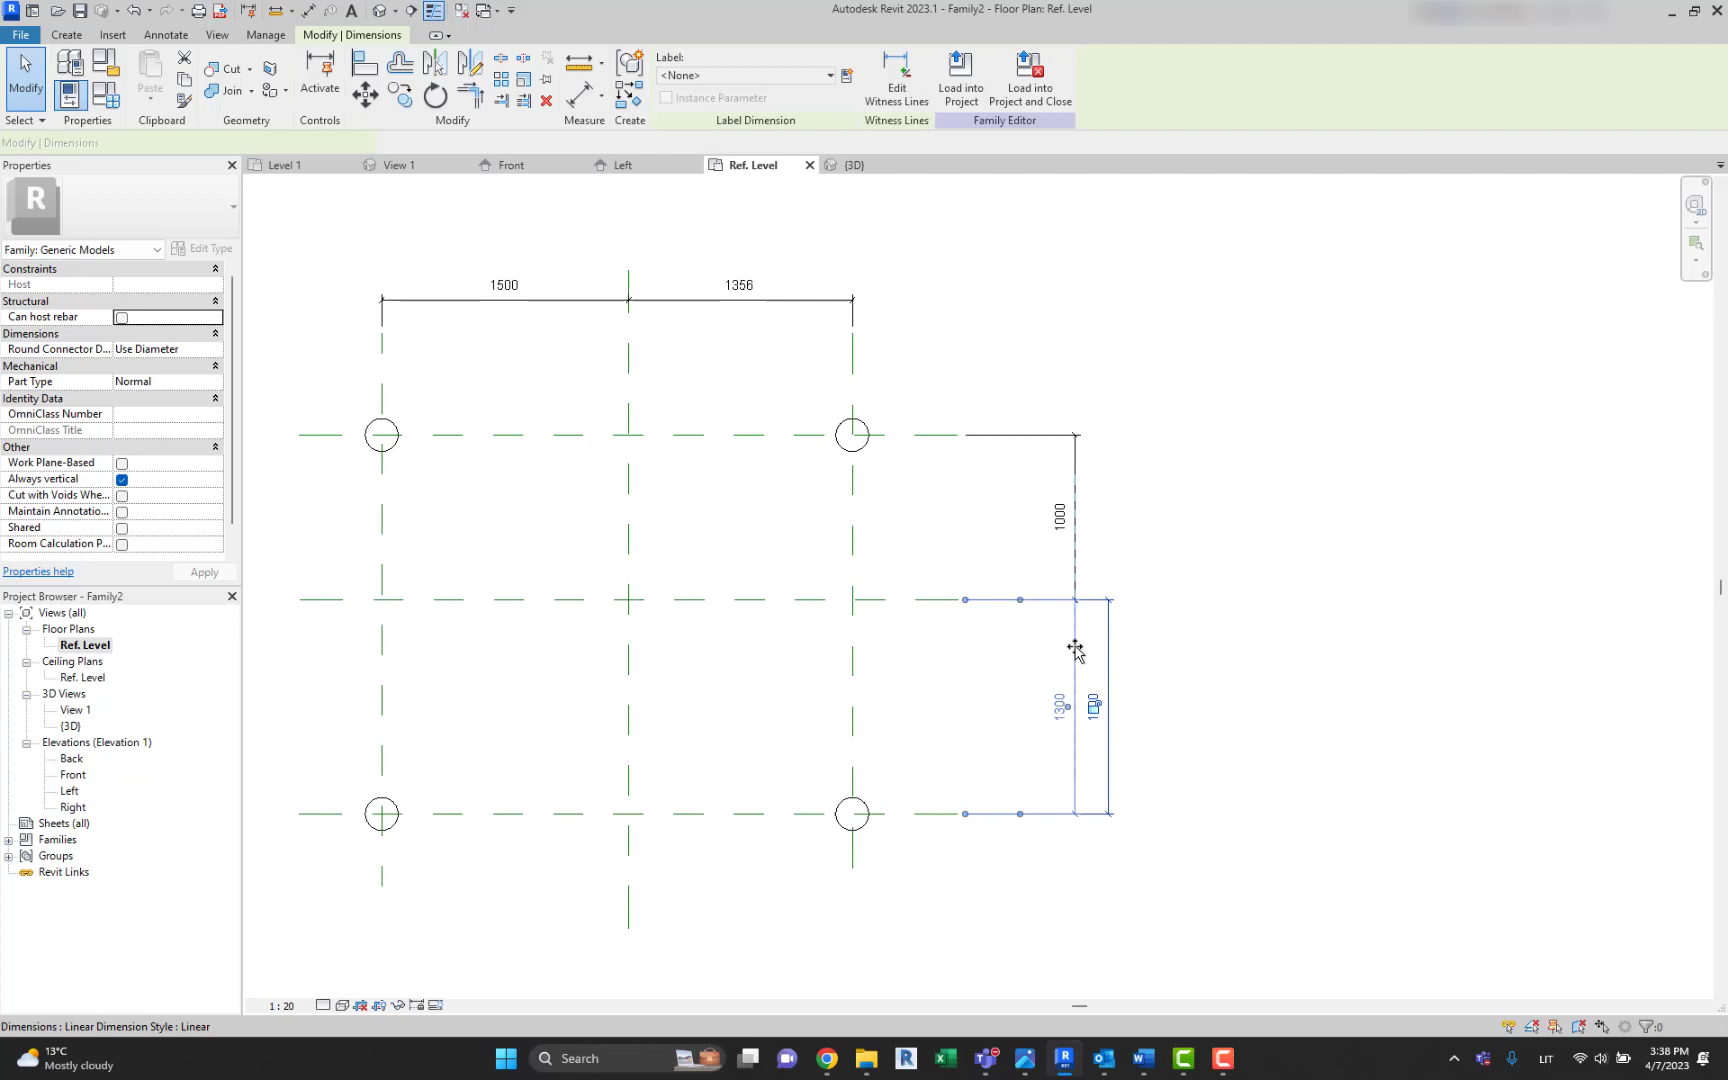 Autodesk Revit 2023.1 - Family2 - Floor Plan: Ref. Level
File
Create
Insert
Annotate
View
Manage
Modify | Dimensions
Modify
Paste
Cut
Join
Activate
Label:
<None>
Instance Parameter
Edit
Witness Lines
Load into
Project
Load into
Project and Close
Select
Properties
Clipboard
Geometry
Controls
Modify
Measure
Create
Label Dimension
Witness Lines
Family Editor
Modify | Dimensions
Properties
Level 1
View 1
Front
Left
Ref. Level
{3D}
R
Family: Generic Models
Edit Type
Constraints
Host
Structural
Can host rebar
Dimensions
Round Connector D... Use Diameter
Mechanical
Part Type Normal
Identity Data
OmniClass Number
OmniClass Title
Other
Work Plane-Based
Always vertical
Cut with Voids Whe...
Maintain Annotatio...
Shared
Room Calculation P...
Properties help
Apply
Project Browser - Family2
Views (all)
Floor Plans
Ref. Level
Ceiling Plans
Ref. Level
3D Views
View 1
{3D}
Elevations (Elevation 1)
Back
Front
Left
Right
Sheets (all)
Families
Groups
Revit Links
1500
1356
1000
1300
2D
1 : 20
Dimensions : Linear Dimension Style : Linear
:0
13°C
Mostly cloudy
Search
LIT
3:38 PM
4/7/2023